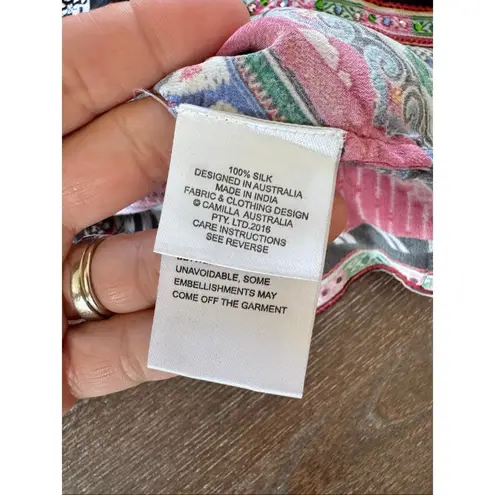 100% SILK
DESIGNED IN AUSTRALIA
MADE IN INDIA
FABRIC & CLOTHING DESIGN
© CAMILLA AUSTRALIA
PTY. LTD.2016
CARE INSTRUCTIONS
SEE REVERSE
UNAVOIDABLE, SOME
EMBELLISHMENTS MAY
COME OFF THE GARMENT